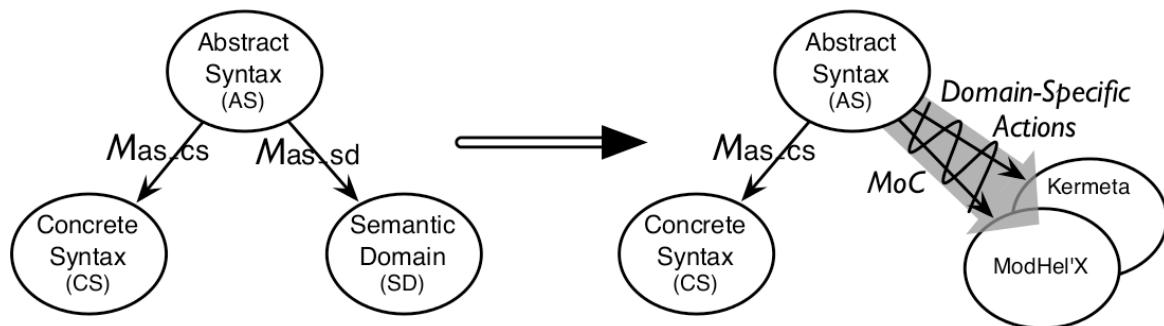 Abstract
Syntax
(AS)
Mas_cs
Mas_sd
Concrete
Syntax
(CS)
Semantic
Domain
(SD)
Abstract
Syntax
(AS)
Domain-Specific
Actions
Mas_cs
MoC
Kermeta
Concrete
Syntax
(CS)
ModHel'X